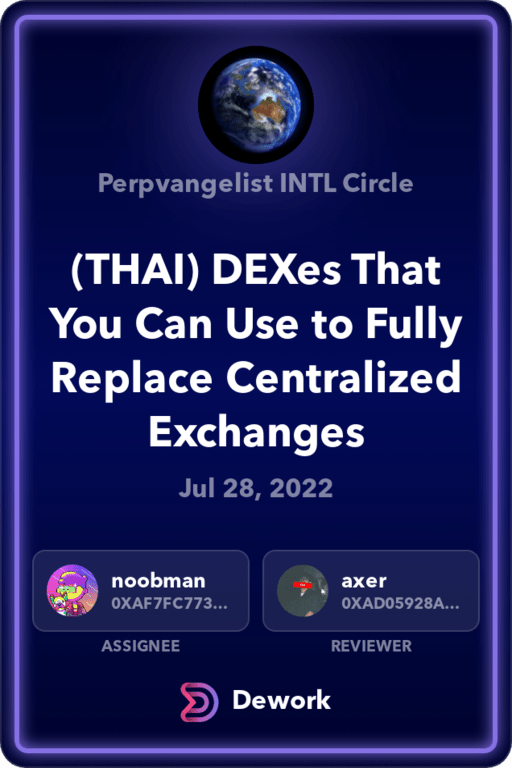 Perpvangelist INTL Circle
(THAI) DEXes That
You Can Use to Fully
Replace Centralized
Exchanges
Jul 28, 2022
noobman
0XAF7FC773...
ASSIGNEE
axer
0XAD05928A...
REVIEWER
Dework